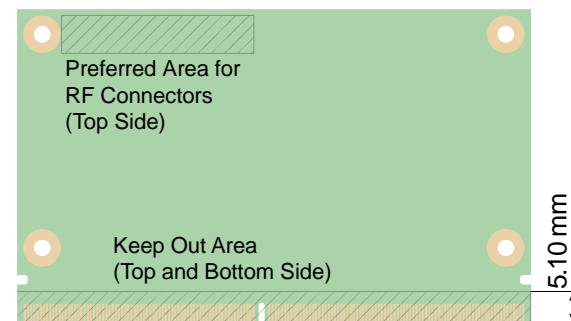 Preferred Area for
RF Connectors
(Top Side)
Keep Out Area
(Top and Bottom Side)
5.10 mm